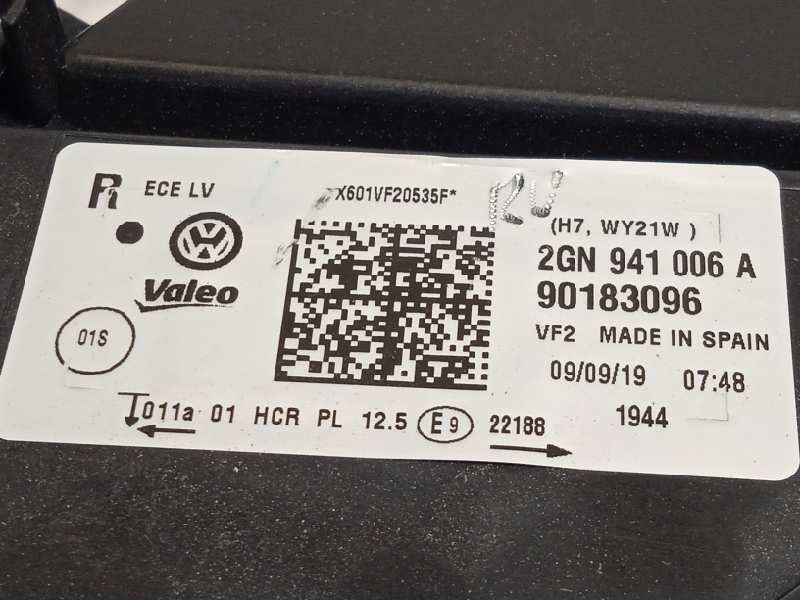 ECE LV
X601VF20535F*
RW
(H7, WY21W )
2GN 941 006 A
Valeo
90183096
VF2 MADE IN SPAIN
01S
09/09/19 07:48
1944
011a 01 HCR PL 12.5 E9 22188